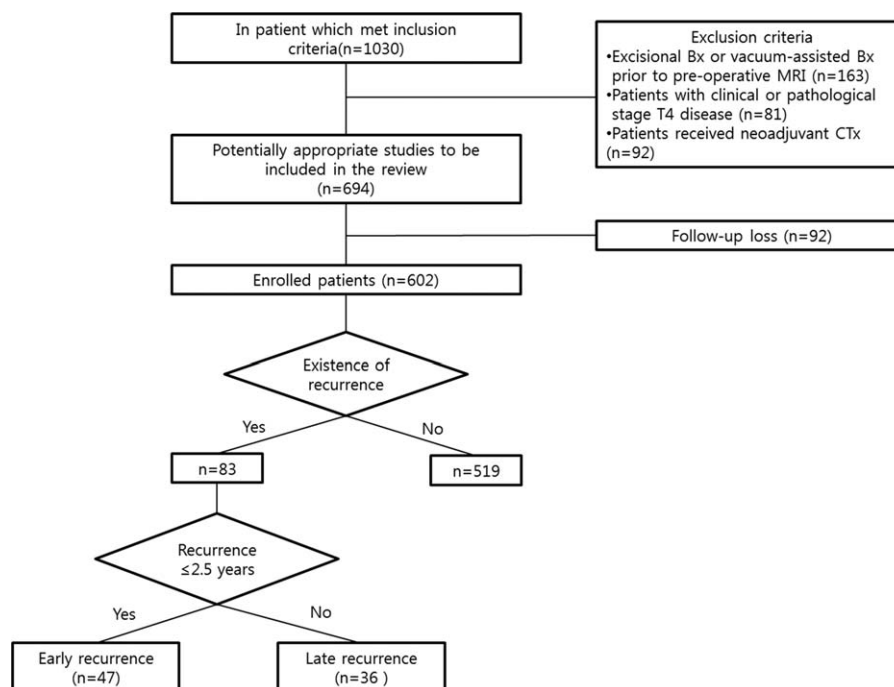 In patient which met inclusion
criteria(n=1030)
Exclusion criteria
•Excisional Bx or vacuum-assisted Bx
prior to pre-operative MRI (n=163)
•Patients with clinical or pathological
stage T4 disease (n=81)
•Patients received neoadjuvant CTx
(n=92)
Potentially appropriate studies to be
included in the review
(n=694)
Follow-up loss (n=92)
Enrolled patients (n=602)
Existence of
recurrence
Yes
No
n=83
n=519
Recurrence
≤2.5 years
Yes
No
Early recurrence
(n=47)
Late recurrence
(n=36 )